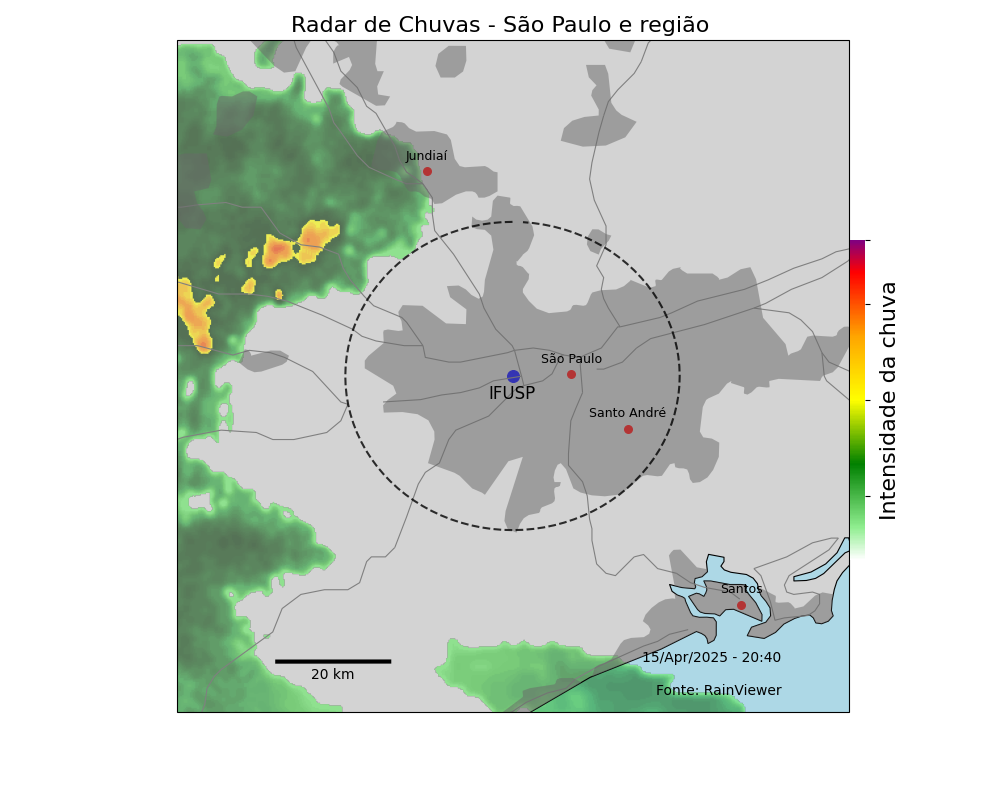 Radar de Chuvas - São Paulo e região
Jundiaí
São Paulo
IFUSP
Santo André
Intensidade da chuva
Santos
15/Apr/2025 - 20:40
20 km
Fonte: RainViewer